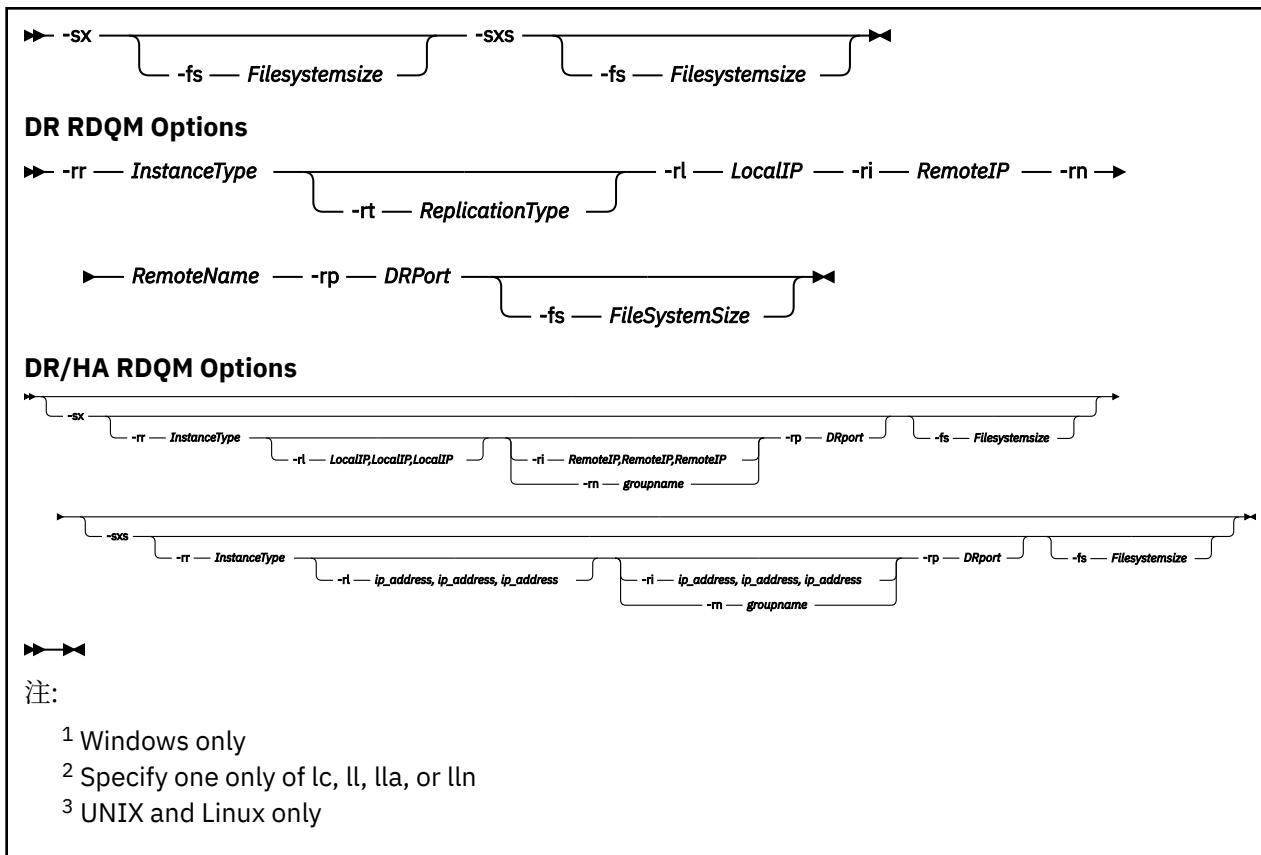 -sx -sxs
-fs — Filesystemsize -fs — Filesystemsize
DR RDQM Options
-rr — InstanceType -rl — LocalIP — -ri — RemoteIP — -rn
-rt — ReplicationType
RemoteName — -rp — DRPort
-fs — FileSystemSize
DR/HA RDQM Options
-sx
-rr — InstanceType -rp — DRport -fs — Filesystemsize
-rl — LocalIP,LocalIP,LocalIP -ri — RemoteIP,RemoteIP,RemoteIP
-rn — groupname
-sxs
-rr — InstanceType -rp — DRport -fs — Filesystemsize
-rl — ip_address, ip_address, ip_address -ri — ip_address, ip_address, ip_address
-rn — groupname
注:
1 Windows only
2 Specify one only of lc, ll, lla, or lln
3 UNIX and Linux only